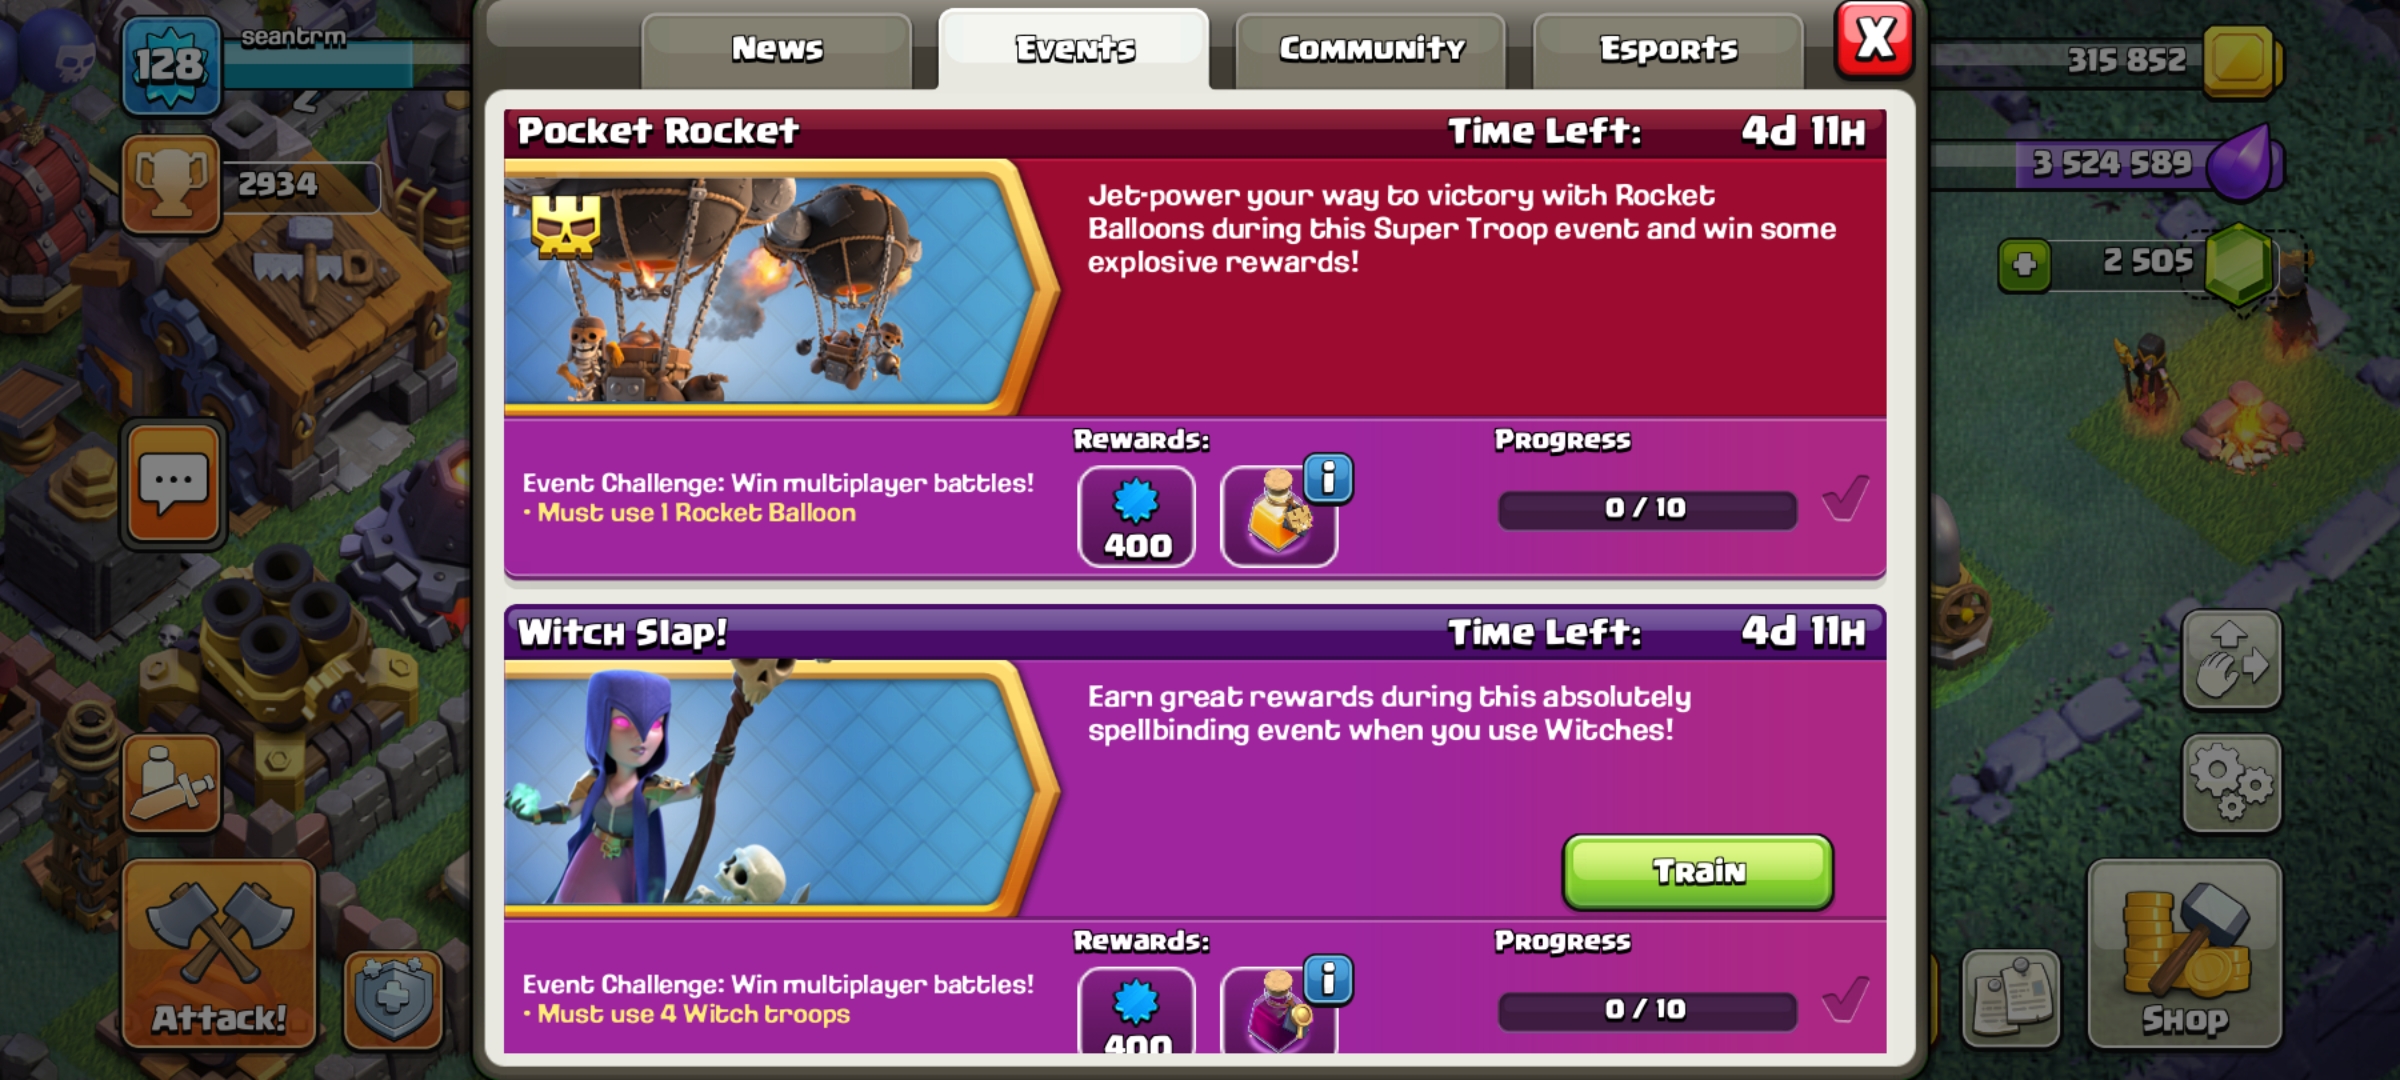 News
Events
Community
Esports
X
128
seantrm
2934
315 852
3 524 589
2 505
Pocket Rocket
Time Left:
4d 11H
Jet-power your way to victory with Rocket
Balloons during this Super Troop event and win some
explosive rewards!
Event Challenge: Win multiplayer battles!
• Must use 1 Rocket Balloon
Rewards:
400
i
Progress
0 / 10
Witch Slap!
Time Left:
4d 11H
Earn great rewards during this absolutely
spellbinding event when you use Witches!
Train
Event Challenge: Win multiplayer battles!
• Must use 4 Witch troops
Rewards:
400
i
Progress
0 / 10
Attack!
Shop